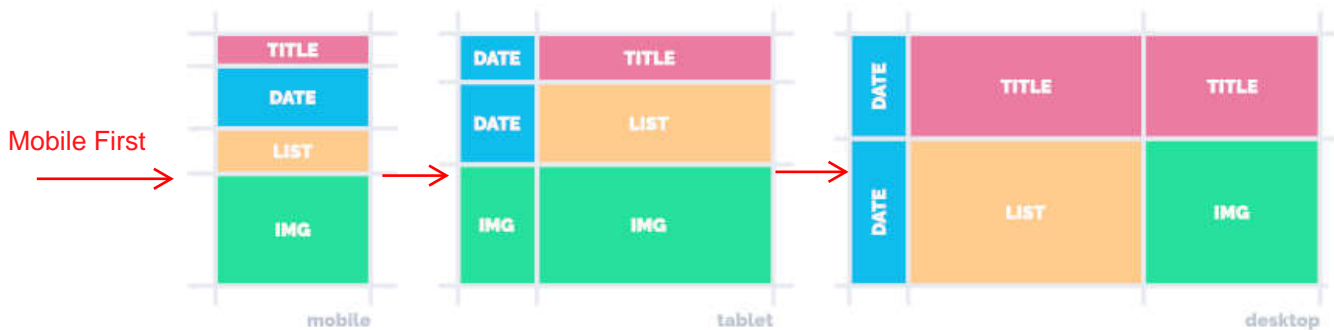 Mobile First
TITLE
DATE
LIST
IMG
mobile
DATE TITLE
DATE LIST
IMG IMG
tablet
DATE TITLE TITLE
DATE LIST IMG
desktop